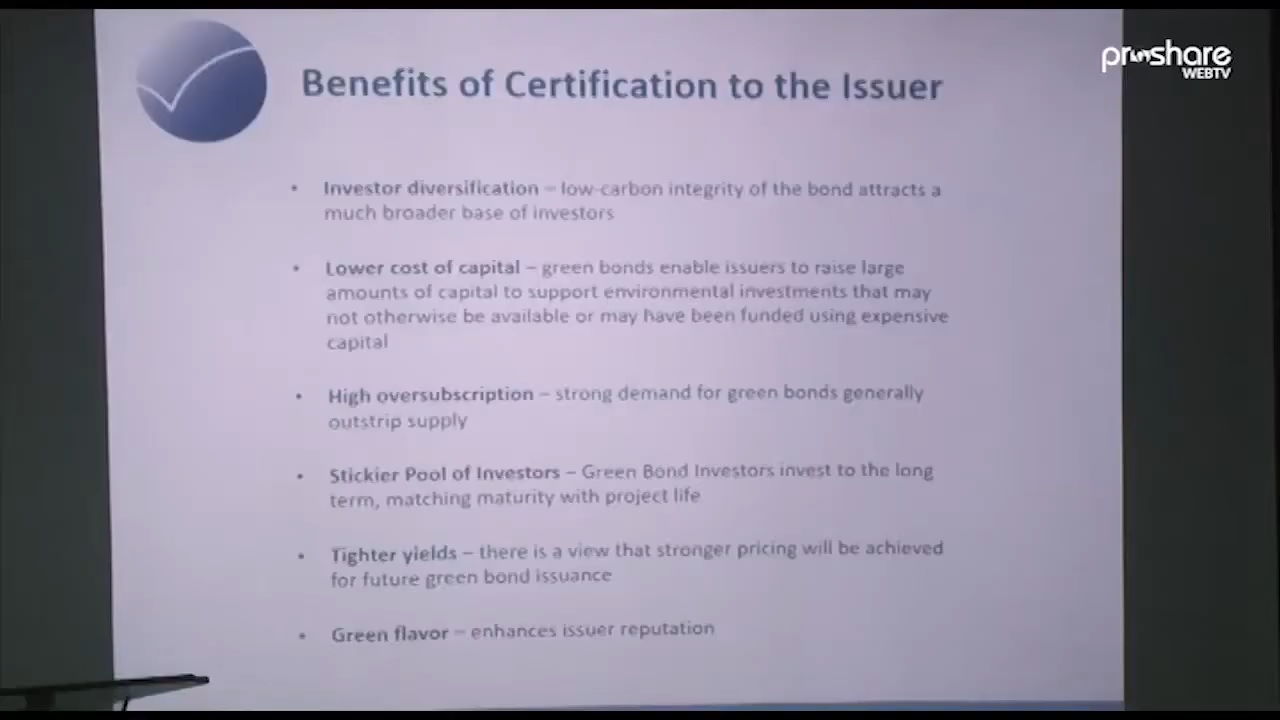 proshare
WEBTV
Benefits of Certification to the Issuer
• Investor diversification – low-carbon integrity of the bond attracts a
much broader base of investors
• Lower cost of capital – green bonds enable issuers to raise large
amounts of capital to support environmental investments that may
not otherwise be available or may have been funded using expensive
capital
• High oversubscription – strong demand for green bonds generally
outstrip supply
• Stickier Pool of Investors – Green Bond Investors invest to the long
term, matching maturity with project life
• Tighter yields – there is a view that stronger pricing will be achieved
for future green bond issuance
• Green flavor – enhances issuer reputation